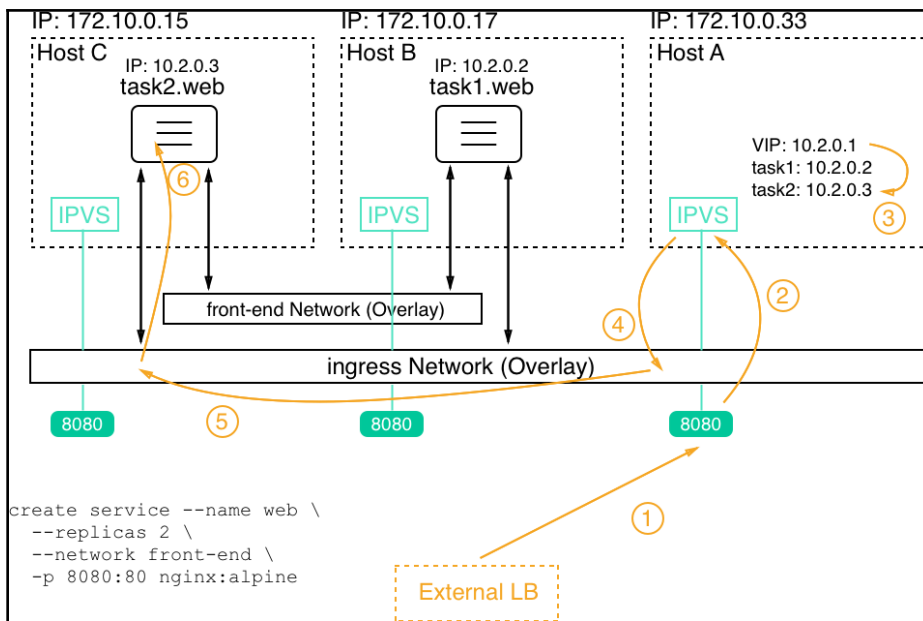 IP: 172.10.0.15
IP: 172.10.0.17
IP: 172.10.0.33
Host C
Host B
Host A
IP: 10.2.0.3
task2.web
IP: 10.2.0.2
task1.web
VIP: 10.2.0.1
task1: 10.2.0.2
task2: 10.2.0.3
6
3
IPVS
IPVS
IPVS
2
front-end Network (Overlay)
4
ingress Network (Overlay)
5
8080
8080
8080
1
create service --name web \
--replicas 2 \
--network front-end \
-p 8080:80 nginx:alpine
External LB